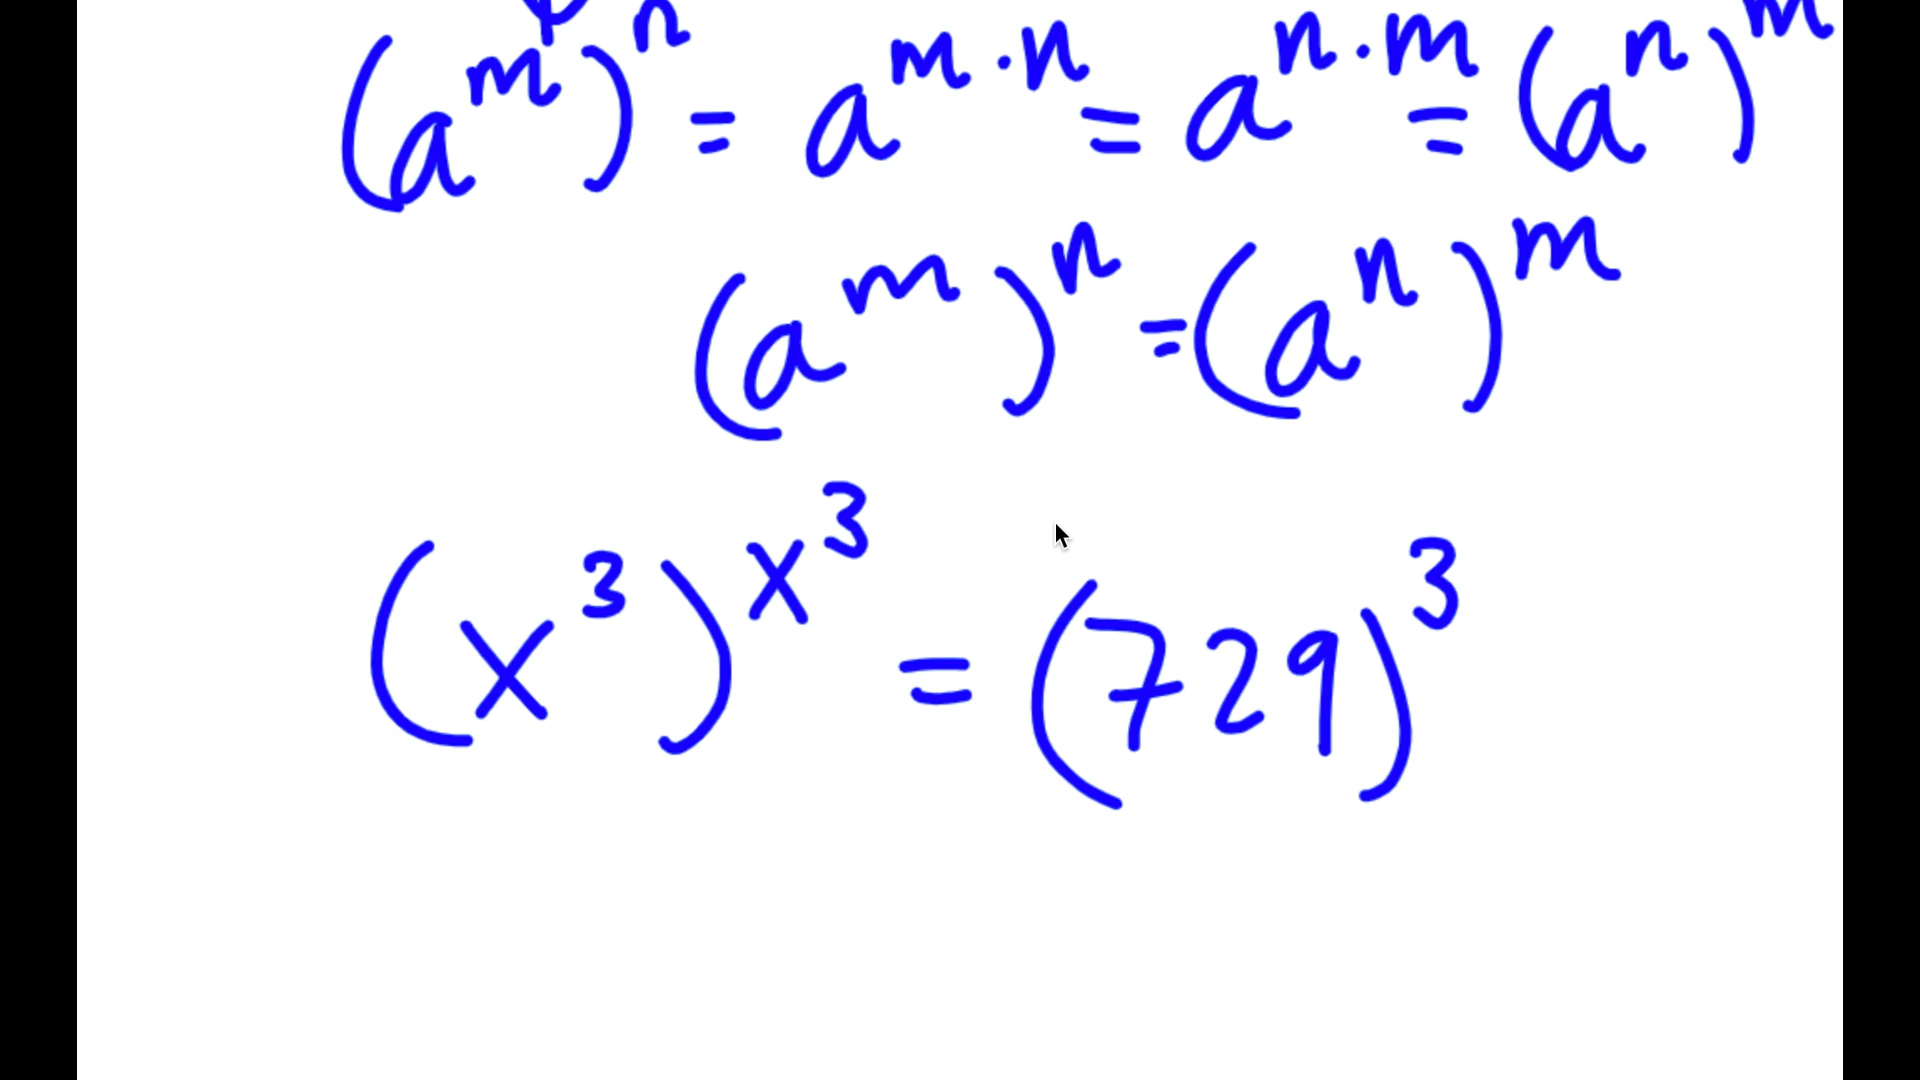 (a^m)^n = a^{m·n} = a^{n·m} = (a^n)^m
(a^m)^n = (a^n)^m
(x^3)^{x^3} = (729)^3